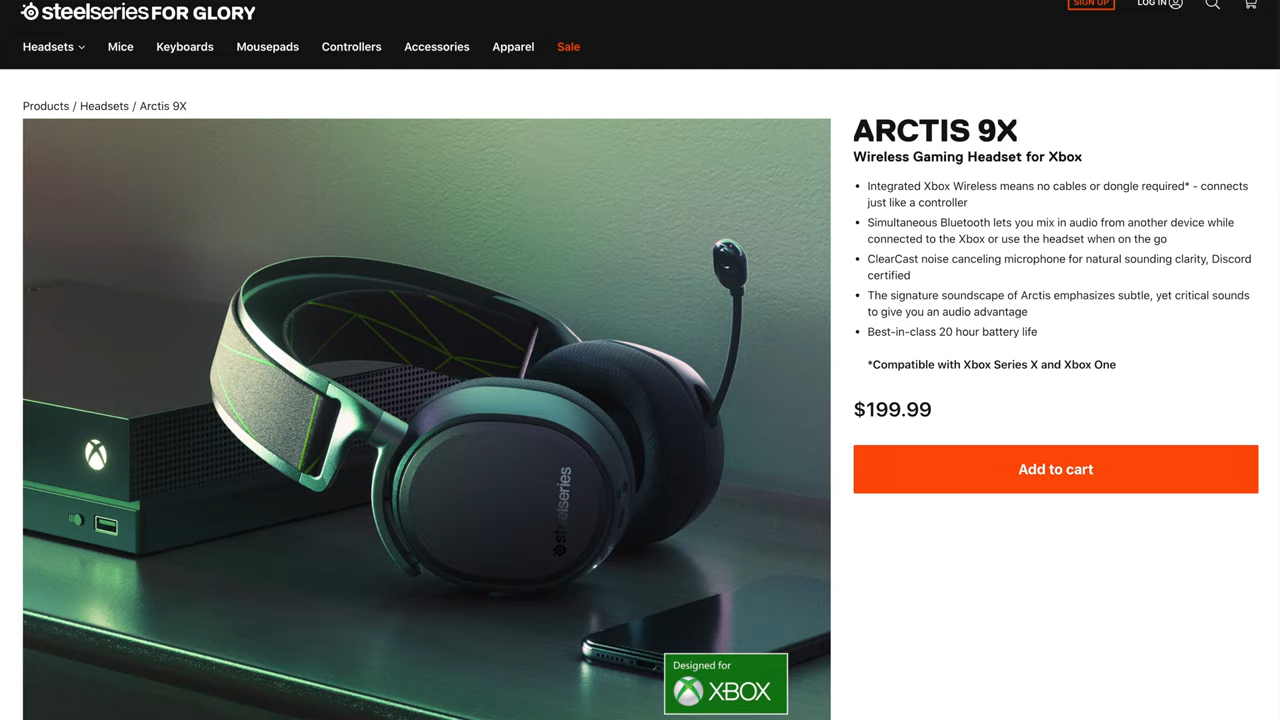 steelseries FOR GLORY
SIGN UP
LOG IN
Headsets
Mice
Keyboards
Mousepads
Controllers
Accessories
Apparel
Sale
Products / Headsets / Arctis 9X
steelseries
Designed for
XBOX
ARCTIS 9X
Wireless Gaming Headset for Xbox
• Integrated Xbox Wireless means no cables or dongle required* - connects
just like a controller
• Simultaneous Bluetooth lets you mix in audio from another device while
connected to the Xbox or use the headset when on the go
• ClearCast noise canceling microphone for natural sounding clarity, Discord
certified
• The signature soundscape of Arctis emphasizes subtle, yet critical sounds
to give you an audio advantage
• Best-in-class 20 hour battery life
*Compatible with Xbox Series X and Xbox One
$199.99
Add to cart